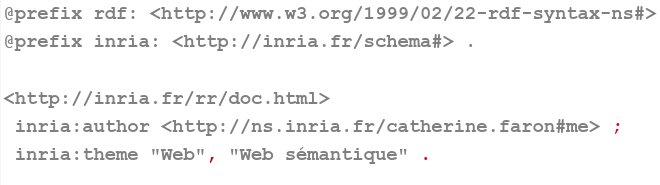 @prefix rdf: <http://www.w3.org/1999/02/22-rdf-syntax-ns#>
@prefix inria: <http://inria.fr/schema#> .
<http://inria.fr/rr/doc.html>
inria:author <http://ns.inria.fr/catherine.faron#me> ;
inria:theme "Web", "Web sémantique" .